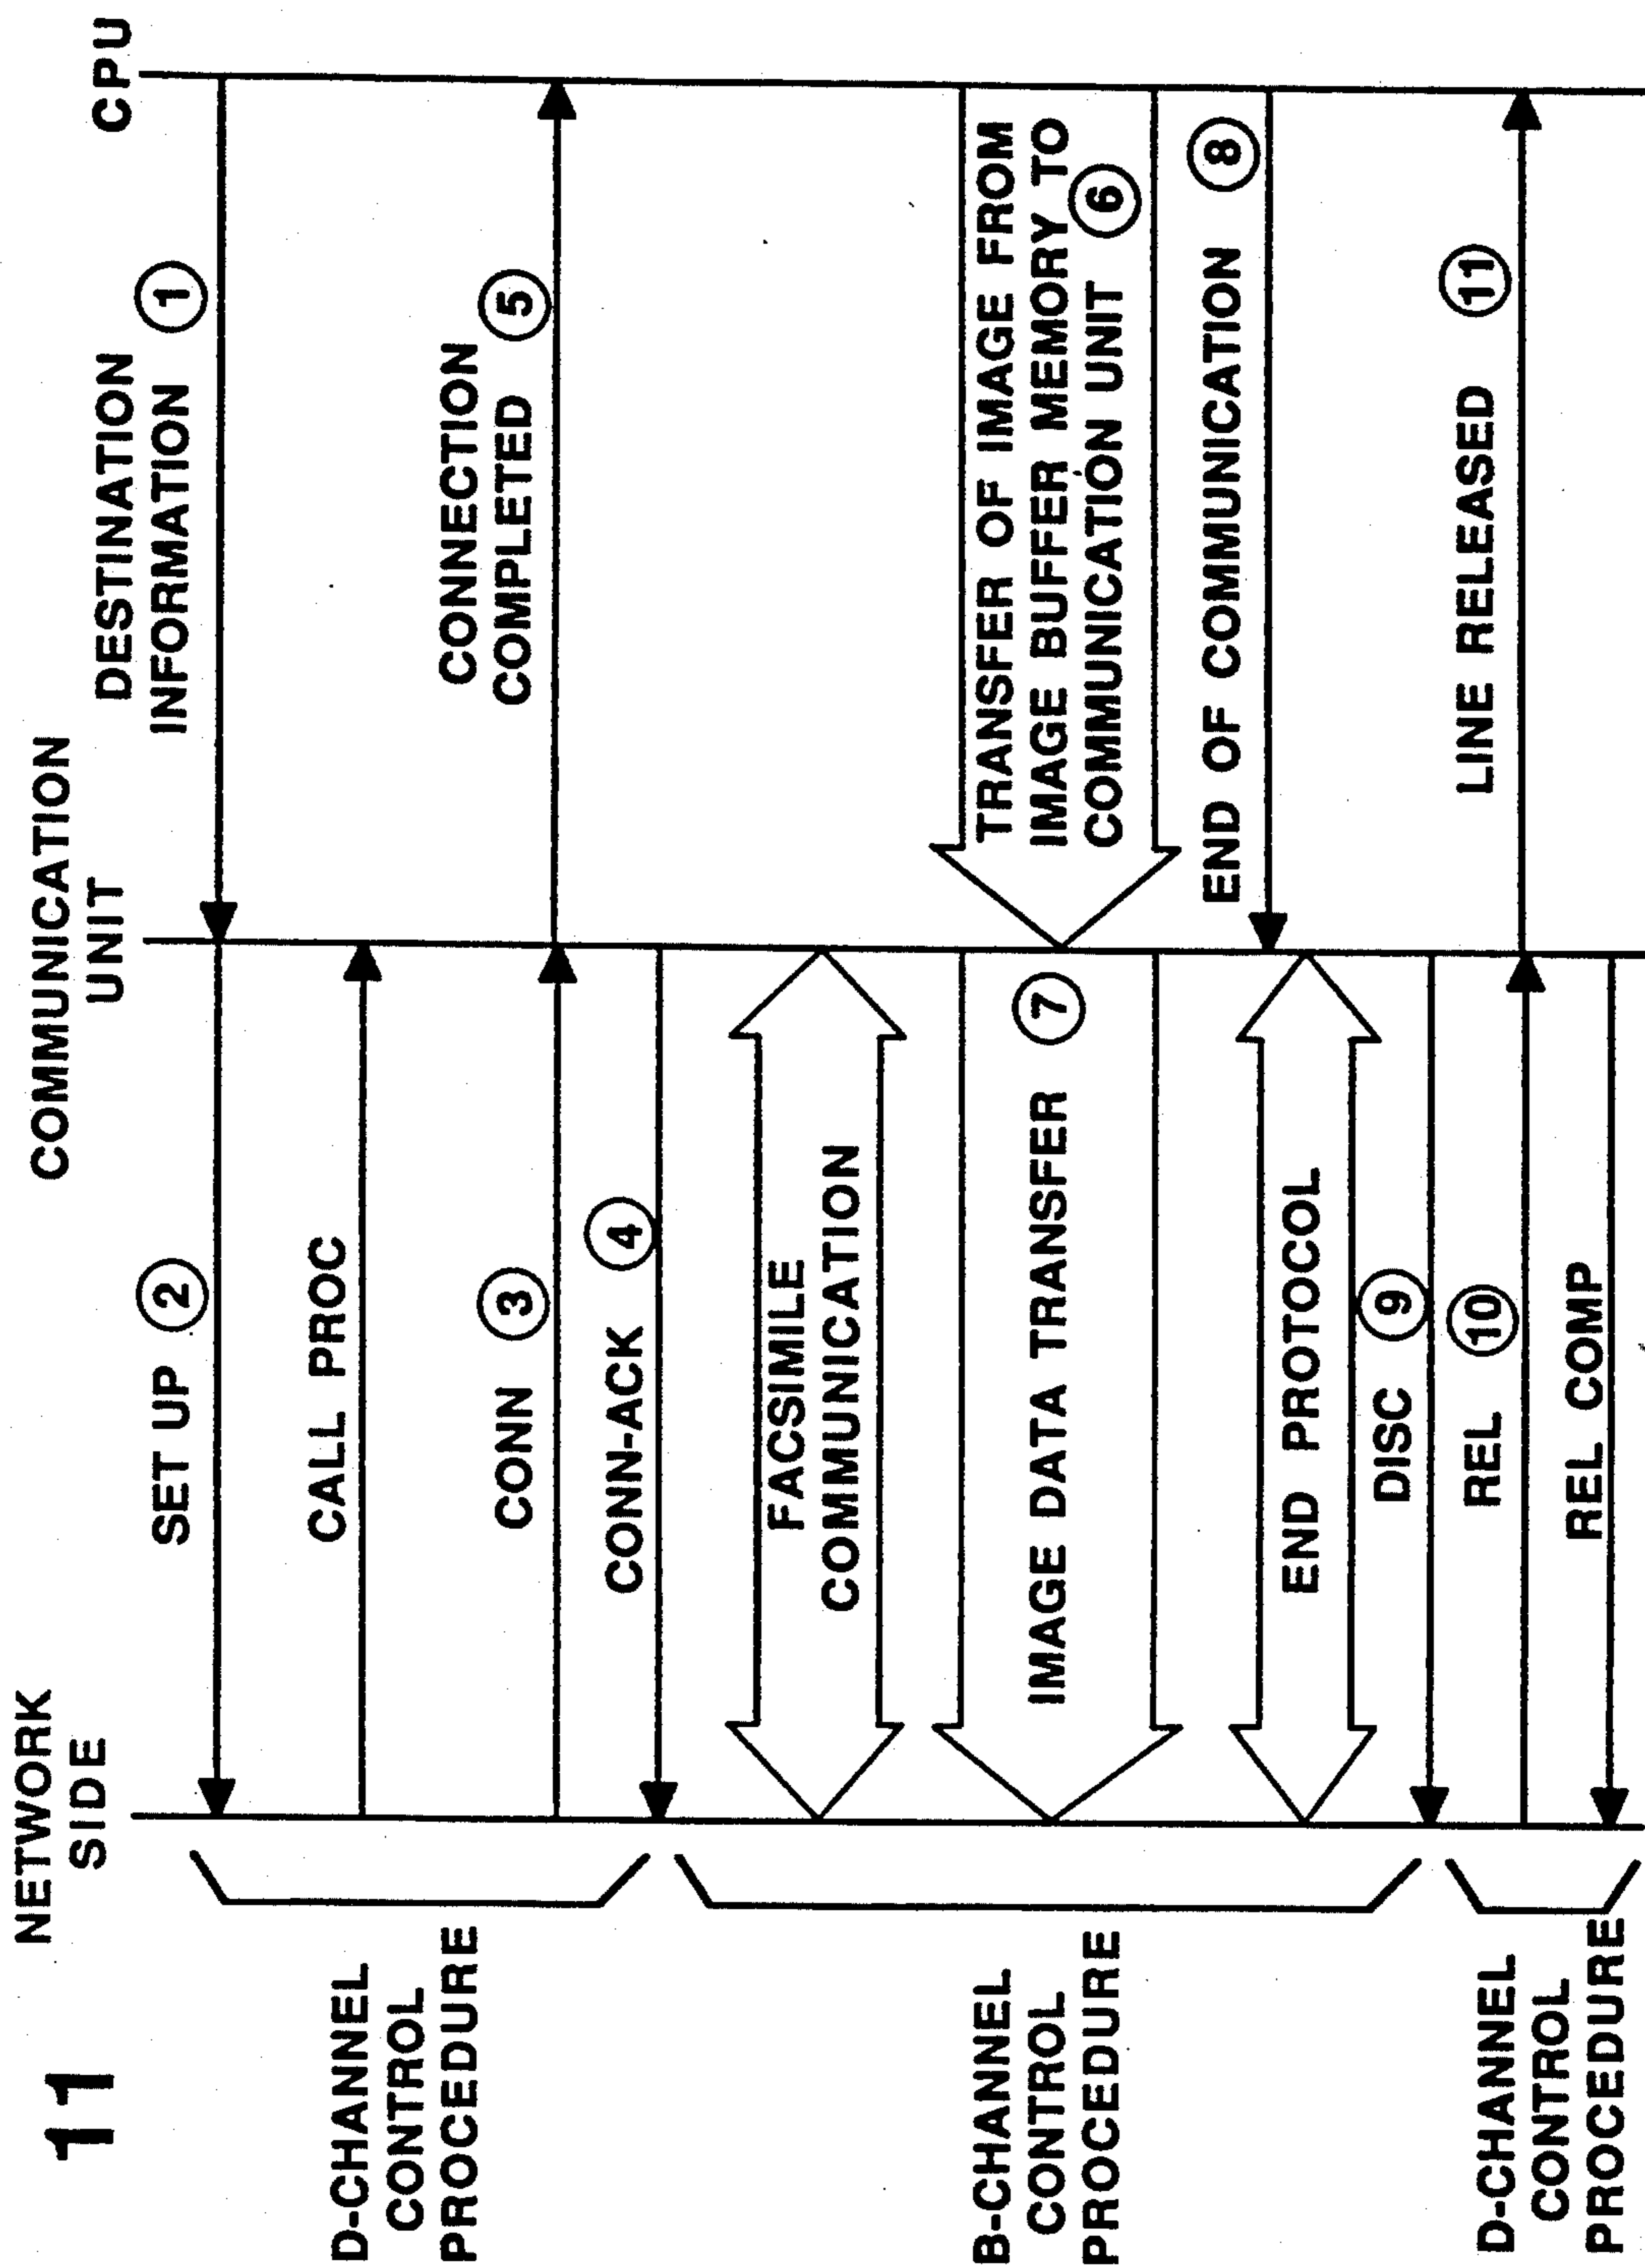 11
NETWORK
SIDE
COMMUNICATION
UNIT
CPU
D-CHANNEL
CONTROL
PROCEDURE
SET UP 2
DESTINATION
INFORMATION 1
CALL PROC
CONN 3
CONNECTION
COMPLETED 5
CONN-ACK 4
B-CHANNEL
CONTROL
PROCEDURE
FACSIMILE
COMMUNICATION
IMAGE DATA TRANSFER 7
TRANSFER OF IMAGE FROM
IMAGE BUFFER MEMORY TO
COMMUNICATION UNIT 6
END OF COMMUNICATION 8
END PROTOCOL
DISC 9
D-CHANNEL
CONTROL
PROCEDURE
REL 10
LINE RELEASED 11
REL COMP